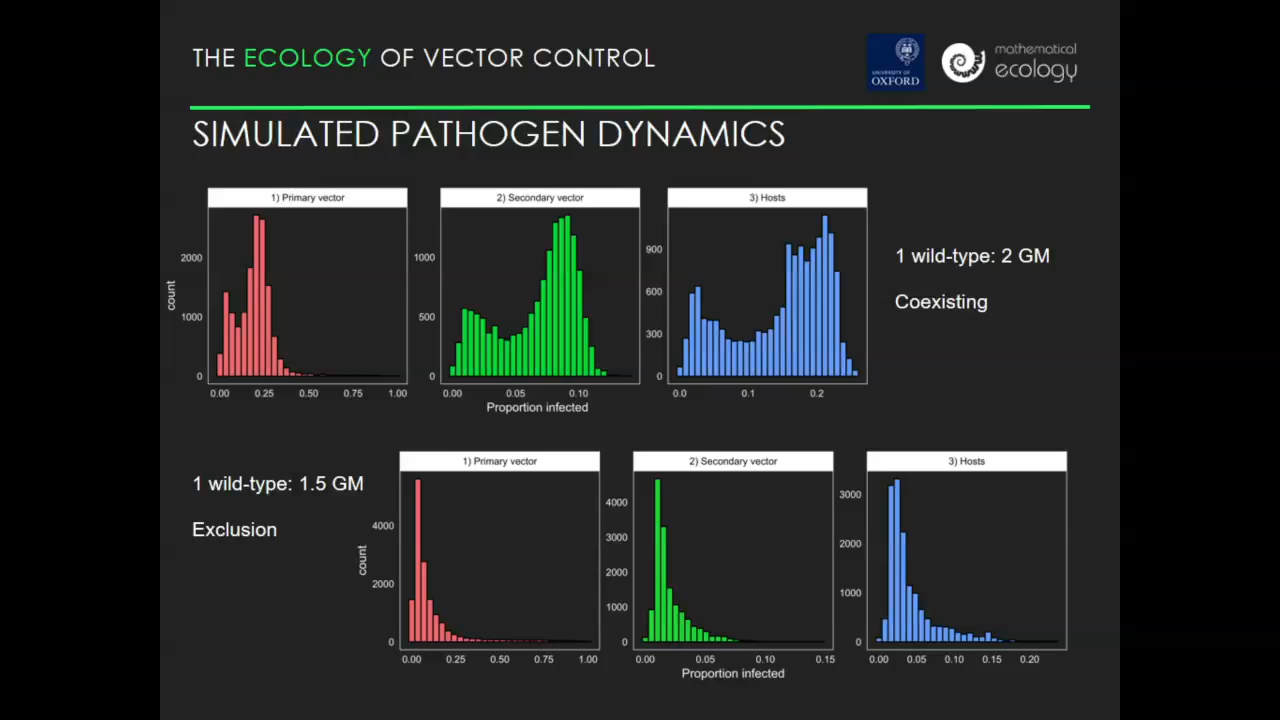 THE ECOLOGY OF VECTOR CONTROL
UNIVERSITY OF
OXFORD
mathematical
ecology
SIMULATED PATHOGEN DYNAMICS
1) Primary vector
2) Secondary vector
3) Hosts
count
2000
1000
0
0.00 0.25 0.50 0.75 1.00
1000
500
0
0.00 0.05 0.10
Proportion infected
900
600
300
0
0.0 0.1 0.2
1 wild-type: 2 GM
Coexisting
1 wild-type: 1.5 GM
Exclusion
1) Primary vector
2) Secondary vector
3) Hosts
count
4000
2000
0
0.00 0.25 0.50 0.75 1.00
4000
3000
2000
1000
0
0.00 0.05 0.10 0.15
Proportion infected
3000
2000
1000
0
0.00 0.05 0.10 0.15 0.20